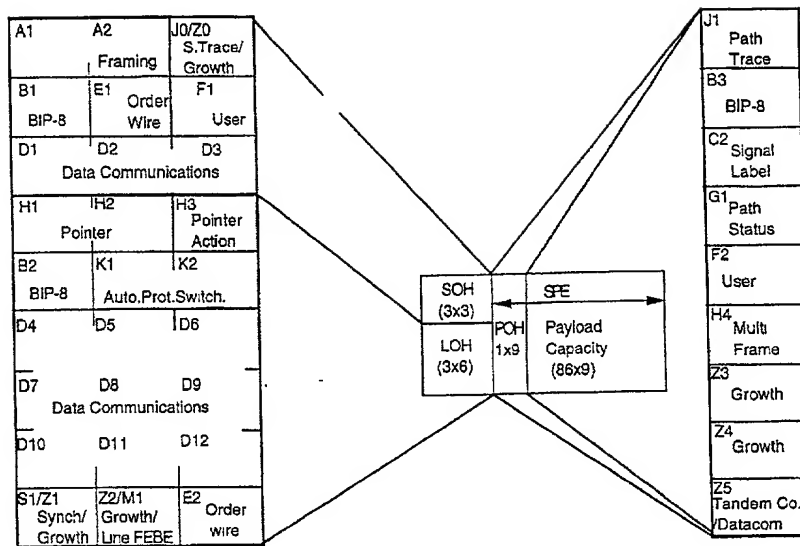 A1 A2 J0/Z0
Framing S.Trace/
Growth
B1 E1 Order F1
BIP-8 Wire User
D1 D2 D3
Data Communications
H1 H2 H3
Pointer Pointer
Action
B2 K1 K2
BIP-8 Auto.Prot.Switch.
D4 D5 D6
D7 D8 D9
Data Communications
D10 D11 D12
S1/Z1 Z2/M1 E2
Synch/ Growth/ Order
Growth Line FEBE wire
SOH
(3x3)
LOH
(3x6)
SPE
POH
1x9
Payload
Capacity
(86x9)
J1
Path
Trace
B3
BIP-8
C2
Signal
Label
G1
Path
Status
F2
User
H4
Multi
Frame
Z3
Growth
Z4
Growth
Z5
Tandem Co.
/Datacom